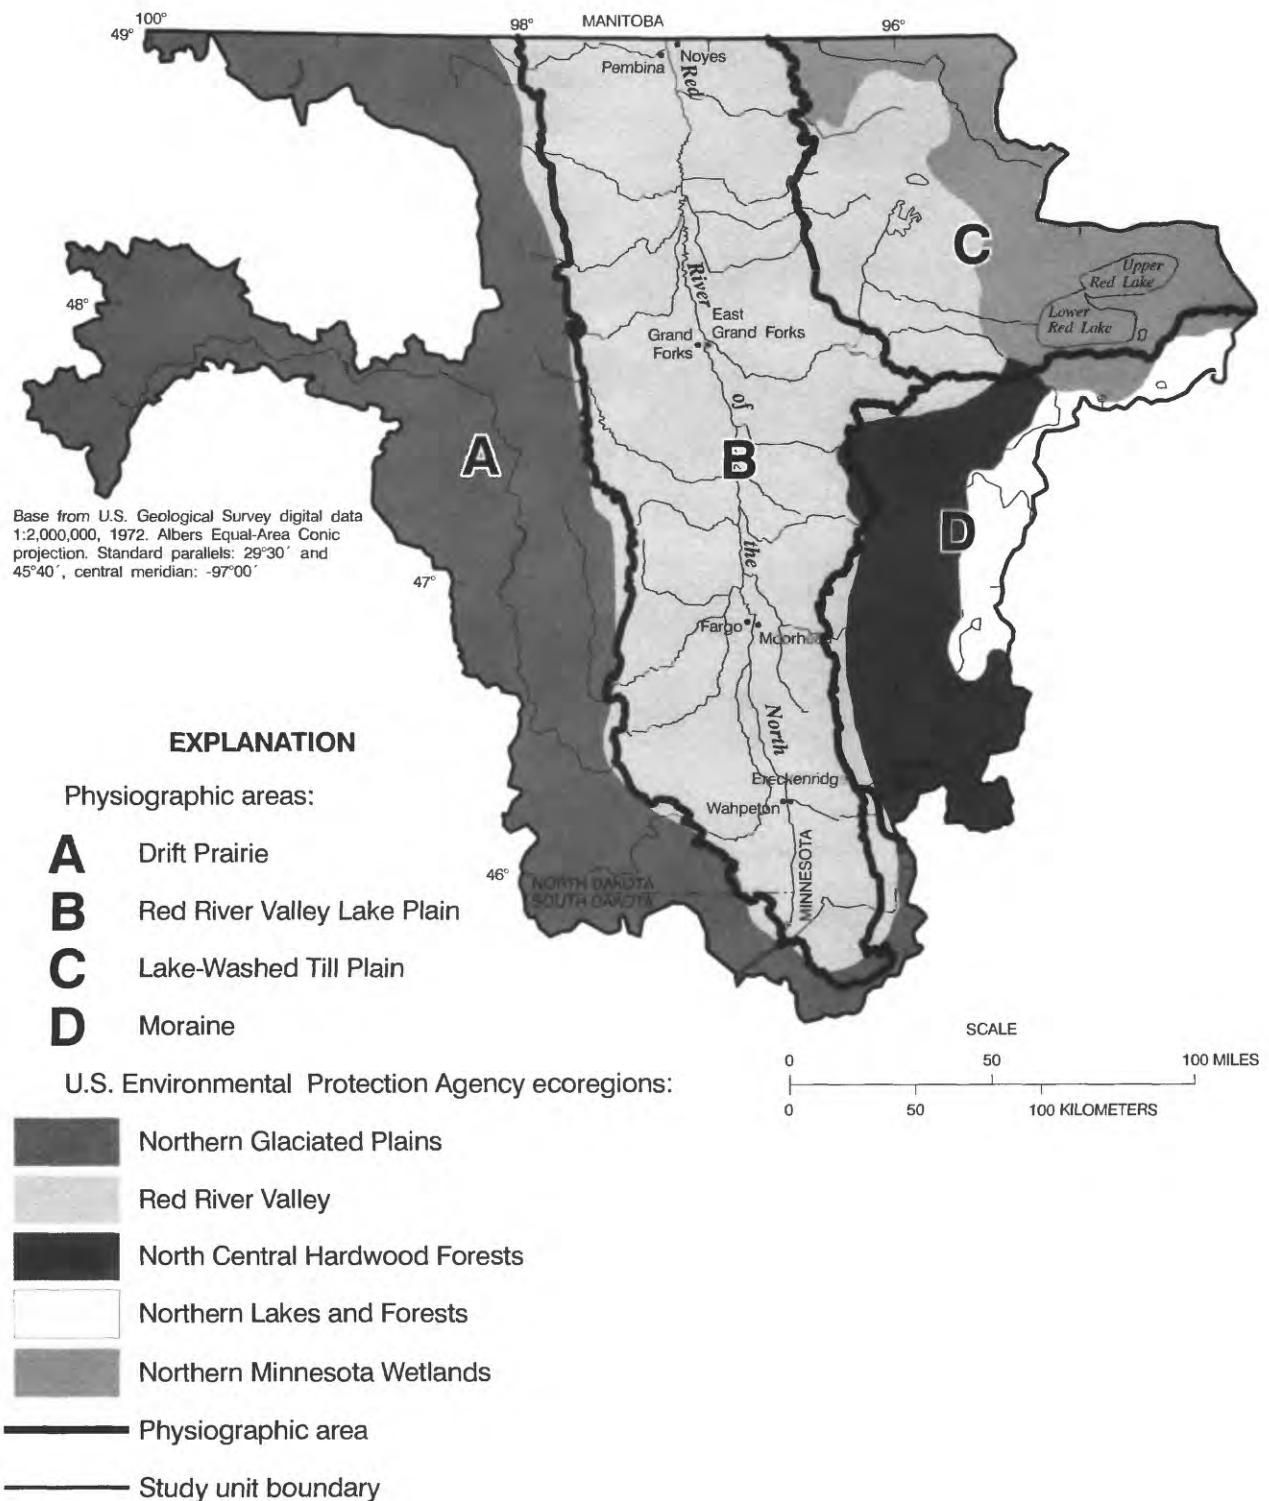 100°
98°
MANITOBA
96°
49°
Pembina
Noyes
Red
C
Upper
Red Lake
48°
River
Lower
Red Lake
East
Grand Forks
Grand
Forks
of
A
B
D
the
Base from U.S. Geological Survey digital data
1:2,000,000, 1972. Albers Equal-Area Conic
projection. Standard parallels: 29°30´ and
45°40´, central meridian: -97°00´
the
47°
Fargo
North
EXPLANATION
Physiographic areas:
Wahpeton
MINNESOTA
A Drift Prairie
46°
NORTH DAKOTA
SOUTH DAKOTA
B Red River Valley Lake Plain
C Lake-Washed Till Plain
D Moraine
SCALE
0 50 100 MILES
0 50 100 KILOMETERS
U.S. Environmental Protection Agency ecoregions:
Northern Glaciated Plains
Red River Valley
North Central Hardwood Forests
Northern Lakes and Forests
Northern Minnesota Wetlands
Physiographic area
Study unit boundary